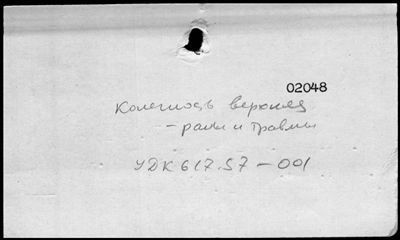 02048
Конечность верхняя
- раны и травмы
УДК 617.57-001